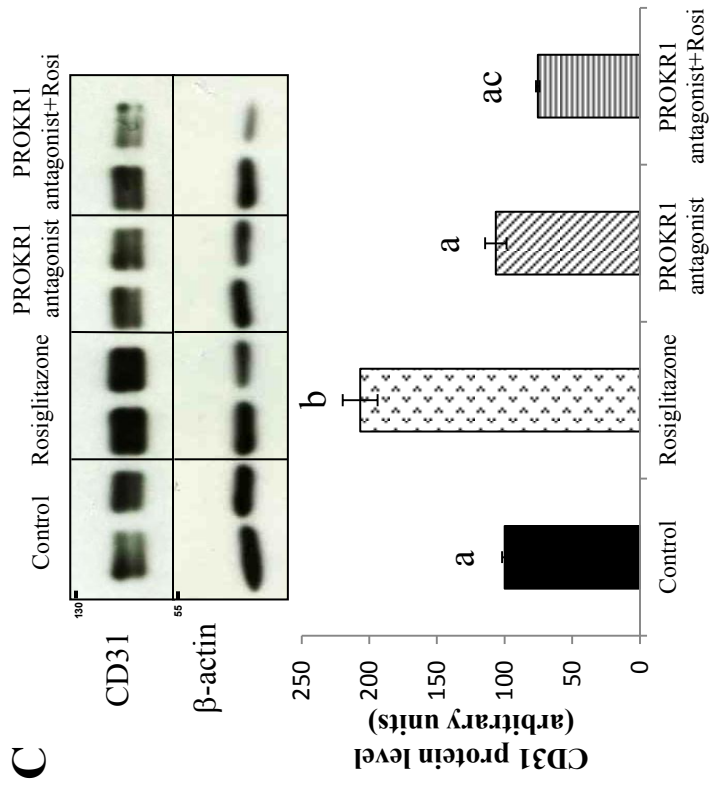 C
Control Rosiglitazone PROKR1 antagonist PROKR1 antagonist+Rosi
130
CD31
55
β-actin
CD31 protein level
(arbitrary units)
250
200
150
100
50
0
a
b
a
ac
Control
Rosiglitazone
PROKR1
antagonist
PROKR1
antagonist+Rosi